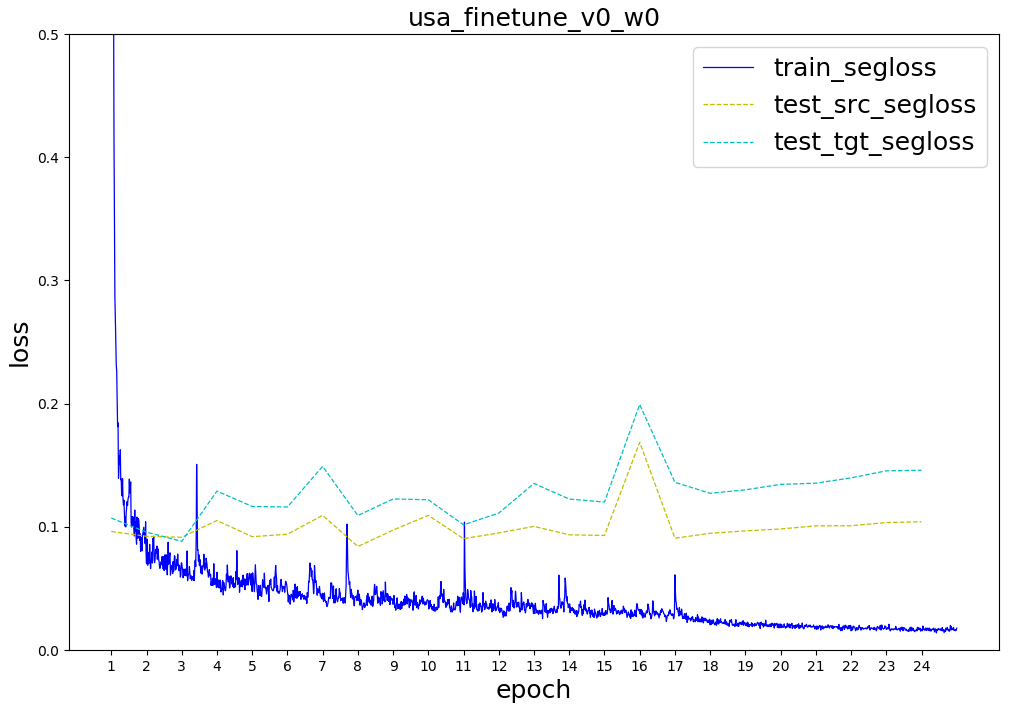 usa_finetune_v0_w0
train_segloss
test_src_segloss
test_tgt_segloss
loss
0.5
0.4
0.3
0.2
0.1
0.0
1 2 3 4 5 6 7 8 9 10 11 12 13 14 15 16 17 18 19 20 21 22 23 24
epoch